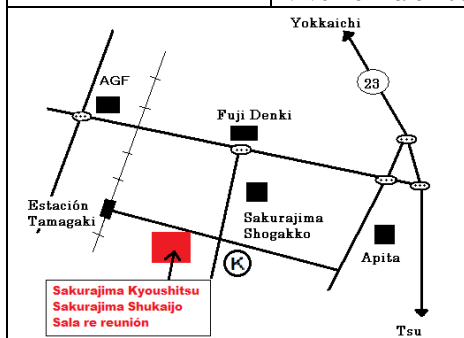 Yokkaichi
23
AGF
Fuji Denki
Estación
Tamagaki
Sakurajima
Shogakko
K
Apita
Sakurajima Kyoushitsu
Sakurajima Shukaijo
Sala re reunión
Tsu